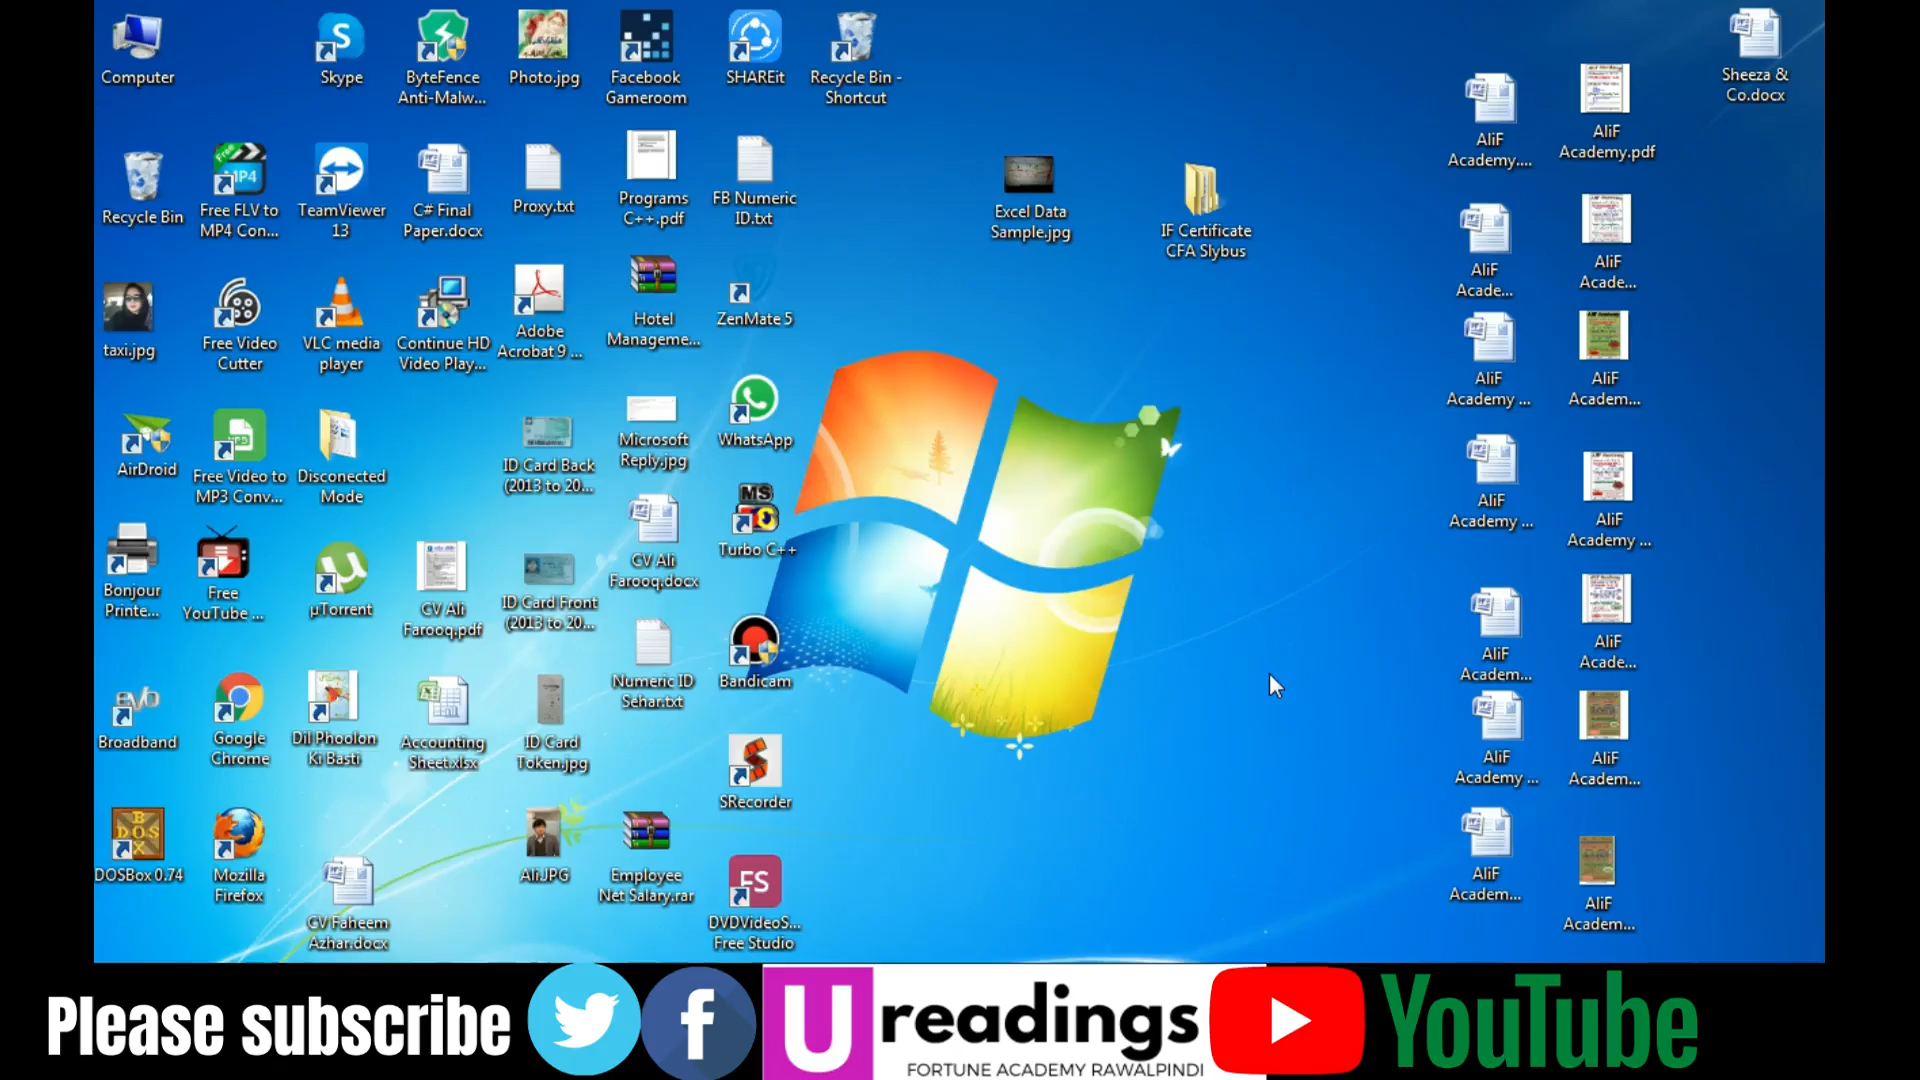 Computer
Skype
ByteFence
Anti-Malw...
Photo.jpg
Facebook
Gameroom
SHAREit
Recycle Bin -
Shortcut
Sheeza &
Co.docx
AliF
Academy....
AliF
Academy.pdf
Recycle Bin
Free
MP4
Free FLV to
MP4 Con...
TeamViewer
13
C# Final
Paper.docx
Proxy.txt
Programs
C++.pdf
FB Numeric
ID.txt
Excel Data
Sample.jpg
IF Certificate
CFA Slybus
AliF
Acade...
AliF
Acade...
taxi.jpg
Free Video
Cutter
VLC media
player
Continue HD
Video Play...
Adobe
Acrobat 9 ...
Hotel
Manageme...
ZenMate 5
AliF
Academy ...
AliF
Academ...
AirDroid
Free Video to
MP3 Conv...
Disconected
Mode
ID Card Back
(2013 to 20...
Microsoft
Reply.jpg
WhatsApp
AliF
Academy ...
AliF
Academy ...
Bonjour
Printe...
Free
YouTube ...
µTorrent
CV Ali
Farooq.pdf
ID Card Front
(2013 to 20...
CV Ali
Farooq.docx
MS
Turbo C++
AliF
Academ...
AliF
Acade...
evo
Broadband
Google
Chrome
Dil Phoolon
Ki Basti
Accounting
Sheet.xlsx
ID Card
Token.jpg
Numeric ID
Sehar.txt
Bandicam
SRecorder
AliF
Academy ...
AliF
Academ...
DOSBox 0.74
Mozilla
Firefox
CV Faheem
Azhar.docx
Ali.JPG
Employee
Net Salary.rar
FS
DVDVideoS...
Free Studio
AliF
Academ...
AliF
Academ...
Please subscribe
U readings
FORTUNE ACADEMY RAWALPINDI
YouTube